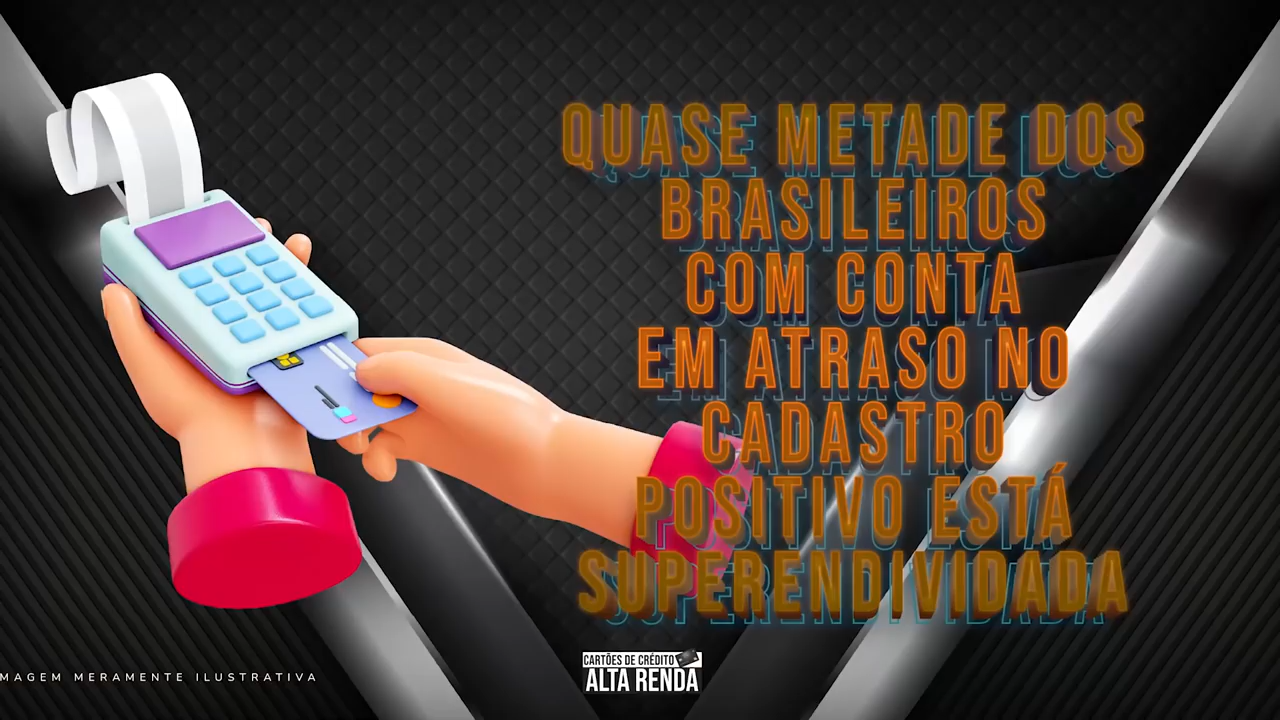 QUASE METADE DOS
BRASILEIROS
COM CONTA
EM ATRASO NO
CADASTRO
POSITIVO ESTÁ
SUPERENDIVIDADA
CARTÕES DE CRÉDITO
ALTA RENDA
MAGEM MERAMENTE ILUSTRATIVA